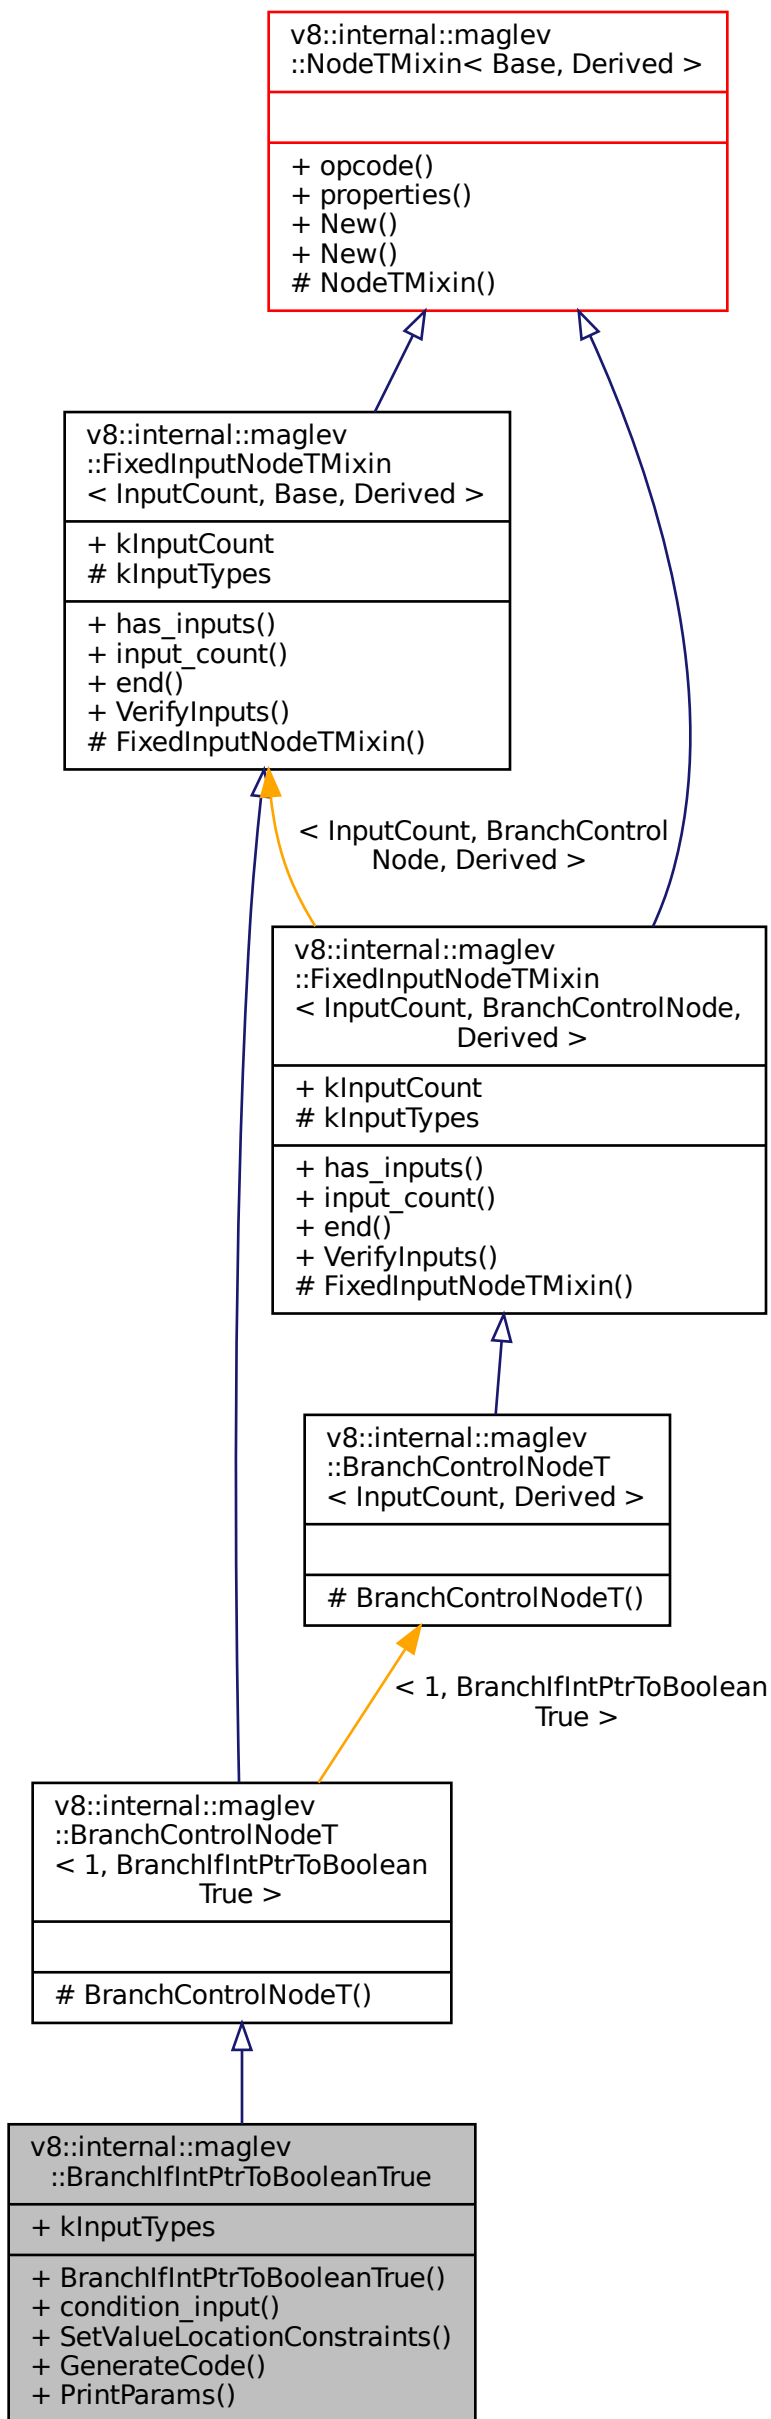 v8::internal::maglev
::NodeTMixin< Base, Derived >
+ opcode()
+ properties()
+ New()
+ New()
# NodeTMixin()
v8::internal::maglev
::FixedInputNodeTMixin
< InputCount, Base, Derived >
+ kInputCount
# kInputTypes
+ has_inputs()
+ input_count()
+ end()
+ VerifyInputs()
# FixedInputNodeTMixin()
< InputCount, BranchControl
Node, Derived >
v8::internal::maglev
::FixedInputNodeTMixin
< InputCount, BranchControlNode,
Derived >
+ kInputCount
# kInputTypes
+ has_inputs()
+ input_count()
+ end()
+ VerifyInputs()
# FixedInputNodeTMixin()
v8::internal::maglev
::BranchControlNodeT
< InputCount, Derived >
# BranchControlNodeT()
< 1, BranchIfIntPtrToBoolean
True >
v8::internal::maglev
::BranchControlNodeT
< 1, BranchIfIntPtrToBoolean
True >
# BranchControlNodeT()
v8::internal::maglev
::BranchIfIntPtrToBooleanTrue
+ kInputTypes
+ BranchIfIntPtrToBooleanTrue()
+ condition_input()
+ SetValueLocationConstraints()
+ GenerateCode()
+ PrintParams()